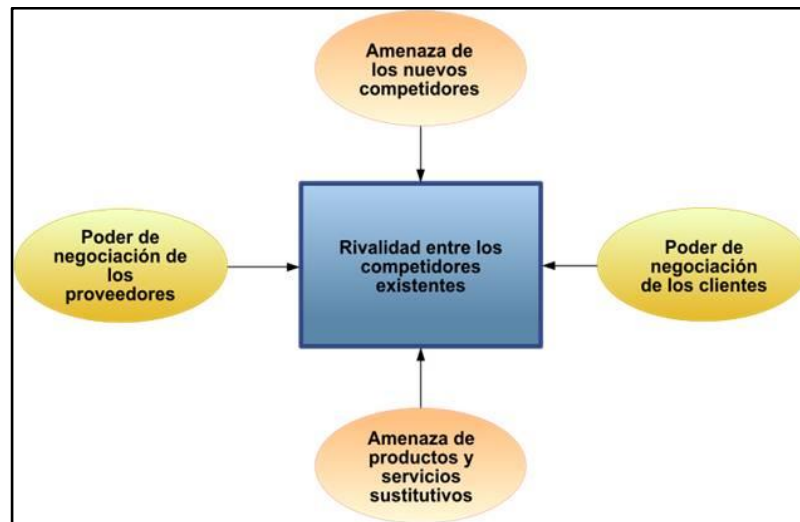 Amenaza de
los nuevos
competidores
Poder de
negociación de
los
proveedores
Rivalidad entre los
competidores
existentes
Poder de
negociación
de los clientes
Amenaza de
productos y
servicios
sustitutivos